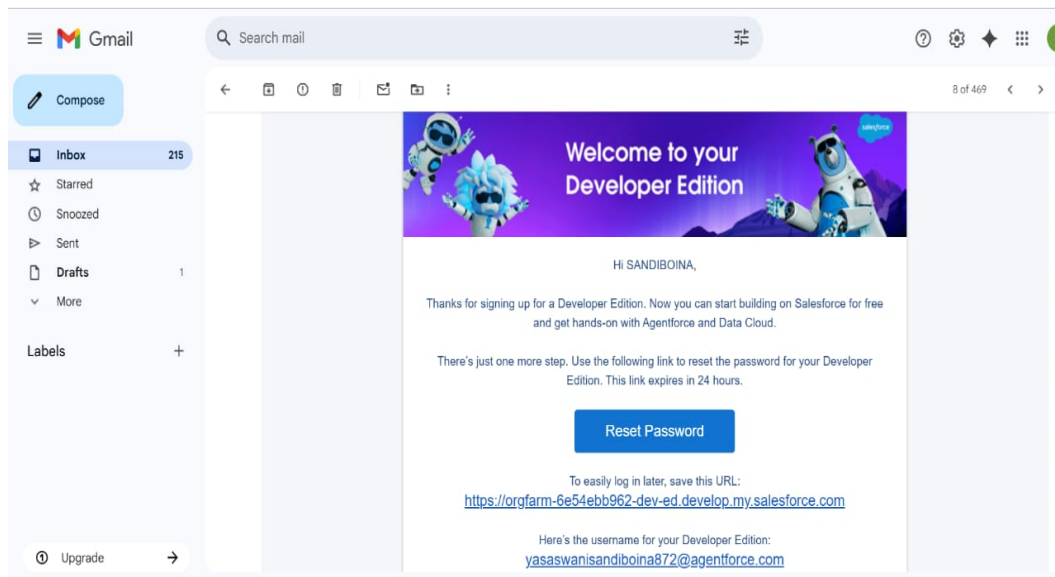 Gmail
Search mail
8 of 469
Compose
Inbox 215
Starred
Snoozed
Sent
Drafts 1
More
Labels
Upgrade
salesforce
Welcome to your
Developer Edition
Hi SANDIBOINA,
Thanks for signing up for a Developer Edition. Now you can start building on Salesforce for free
and get hands-on with Agentforce and Data Cloud.
There's just one more step. Use the following link to reset the password for your Developer
Edition. This link expires in 24 hours.
Reset Password
To easily log in later, save this URL:
https://orgfarm-6e54ebb962-dev-ed.develop.my.salesforce.com
Here's the username for your Developer Edition:
yasaswanisandiboina872@agentforce.com